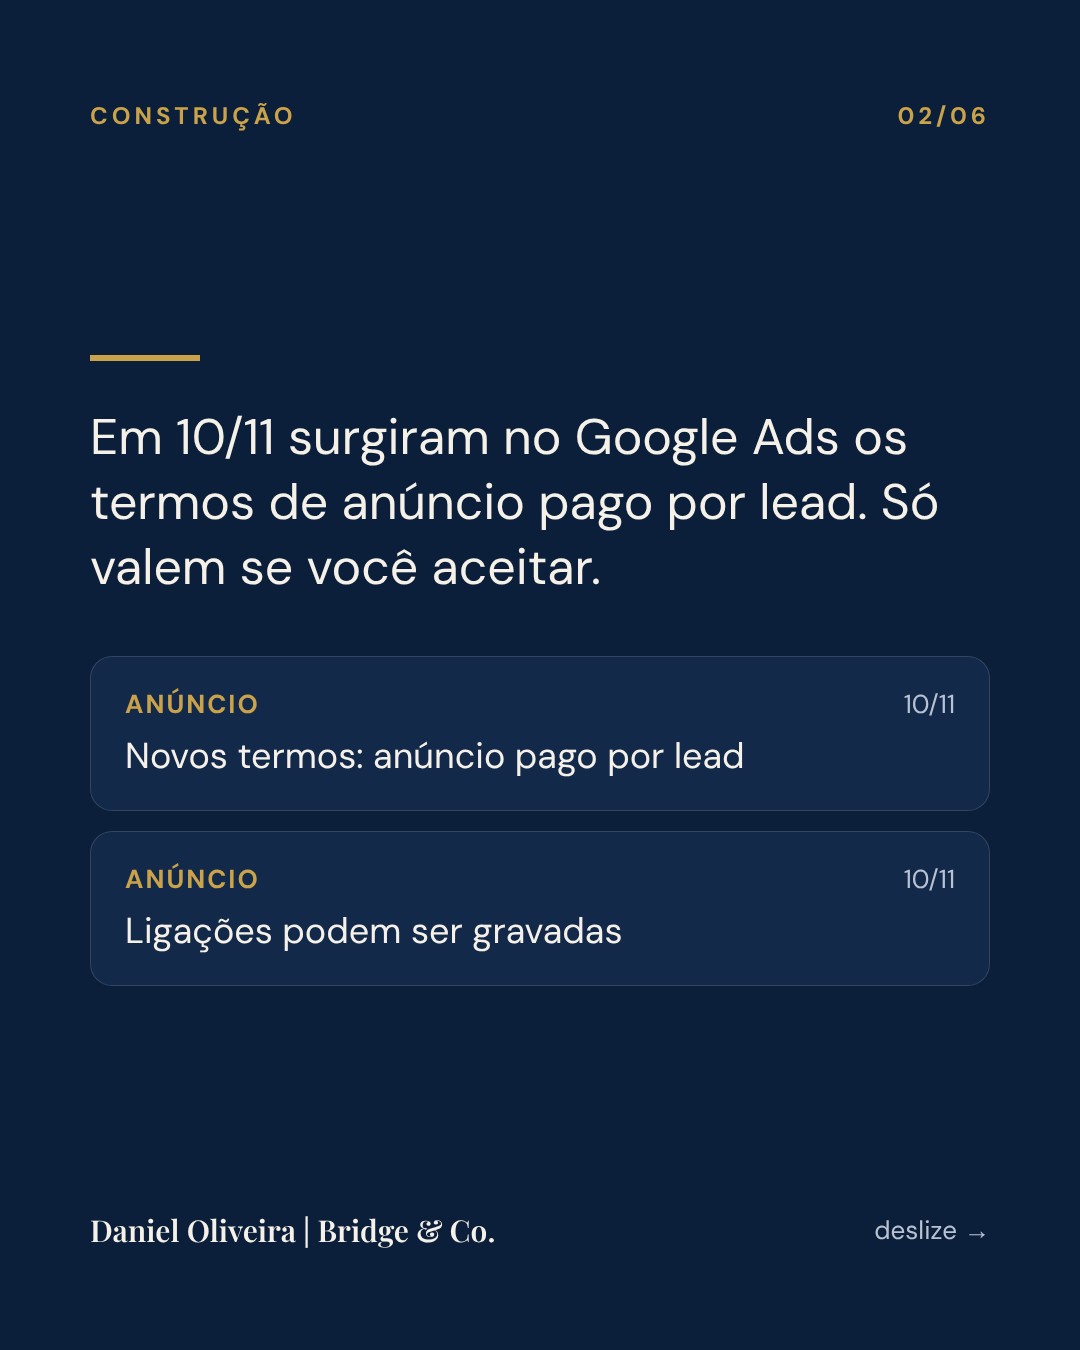 CONSTRUÇÃO
02/06
Em 10/11 surgiram no Google Ads os
termos de anúncio pago por lead. Só
valem se você aceitar.
ANÚNCIO
10/11
Novos termos: anúncio pago por lead
ANÚNCIO
10/11
Ligações podem ser gravadas
Daniel Oliveira | Bridge & Co.
deslize →